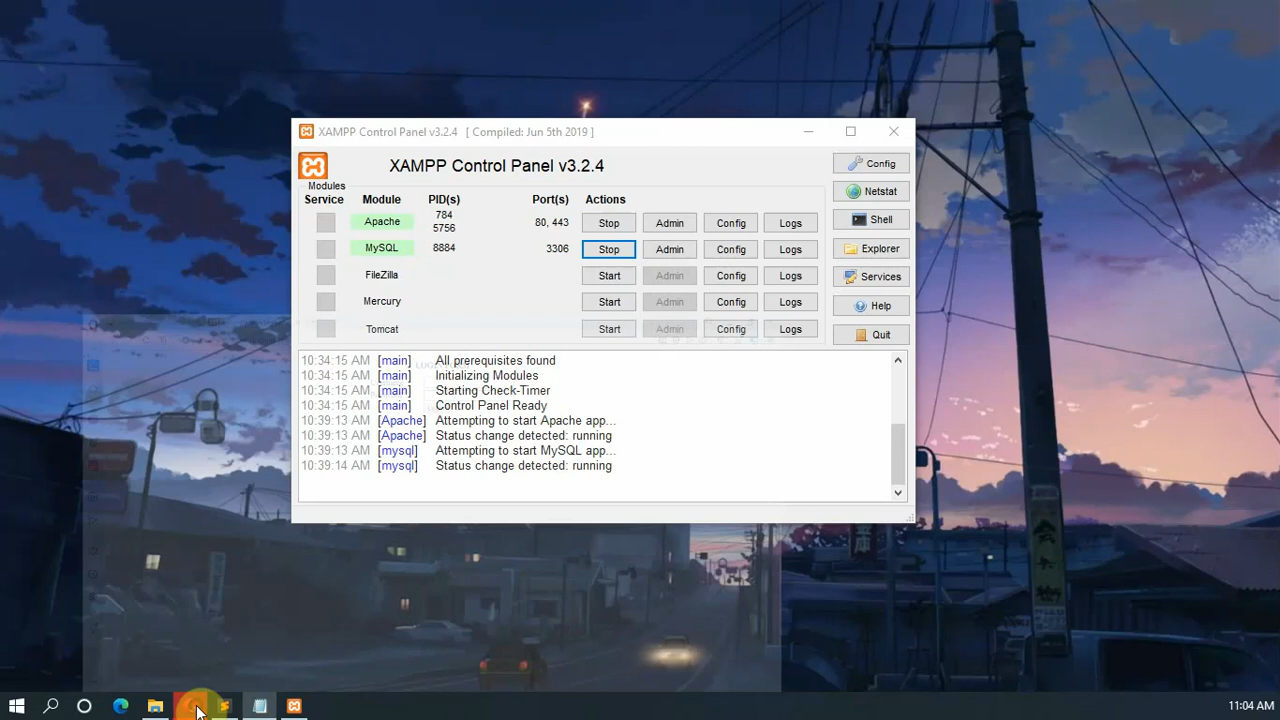 XAMPP Control Panel v3.2.4 [ Compiled: Jun 5th 2019 ]
XAMPP Control Panel v3.2.4
Config
Modules
Service Module PID(s) Port(s) Actions
Netstat
Apache 784 5756 80, 443 Stop Admin Config Logs
Shell
MySQL 8884 3306 Stop Admin Config Logs
Explorer
FileZilla Start Admin Config Logs
Services
Mercury Start Admin Config Logs
Help
Tomcat Start Admin Config Logs
Quit
10:34:15 AM [main] All prerequisites found
10:34:15 AM [main] Initializing Modules
10:34:15 AM [main] Starting Check-Timer
10:34:15 AM [main] Control Panel Ready
10:39:13 AM [Apache] Attempting to start Apache app...
10:39:13 AM [Apache] Status change detected: running
10:39:13 AM [mysql] Attempting to start MySQL app...
10:39:14 AM [mysql] Status change detected: running
11:04 AM